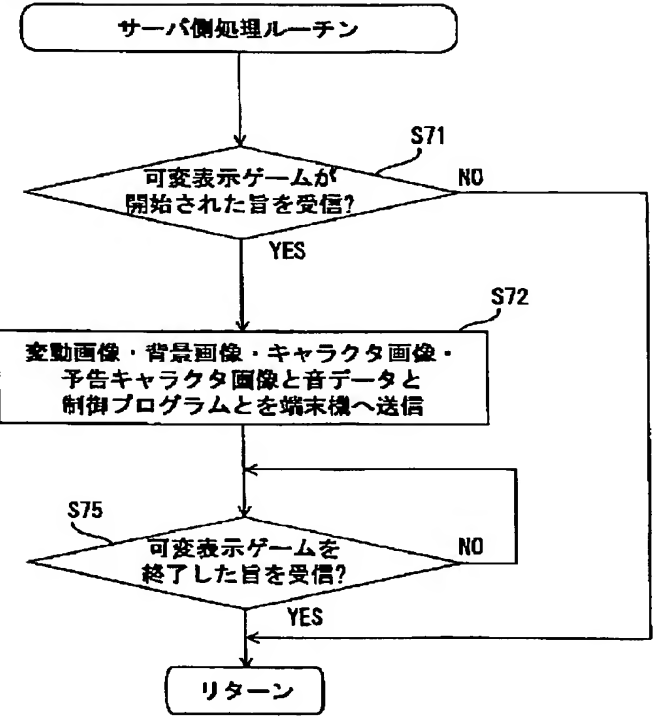 サーバ側処理ルーチン
S71
可変表示ゲームが
開始された旨を受信?
NO
YES
S72
変動画像・背景画像・キャラクタ画像・
予告キャラクタ画像と音データと
制御プログラムとを端末機へ送信
S75
可変表示ゲームを
終了した旨を受信?
NO
YES
リターン